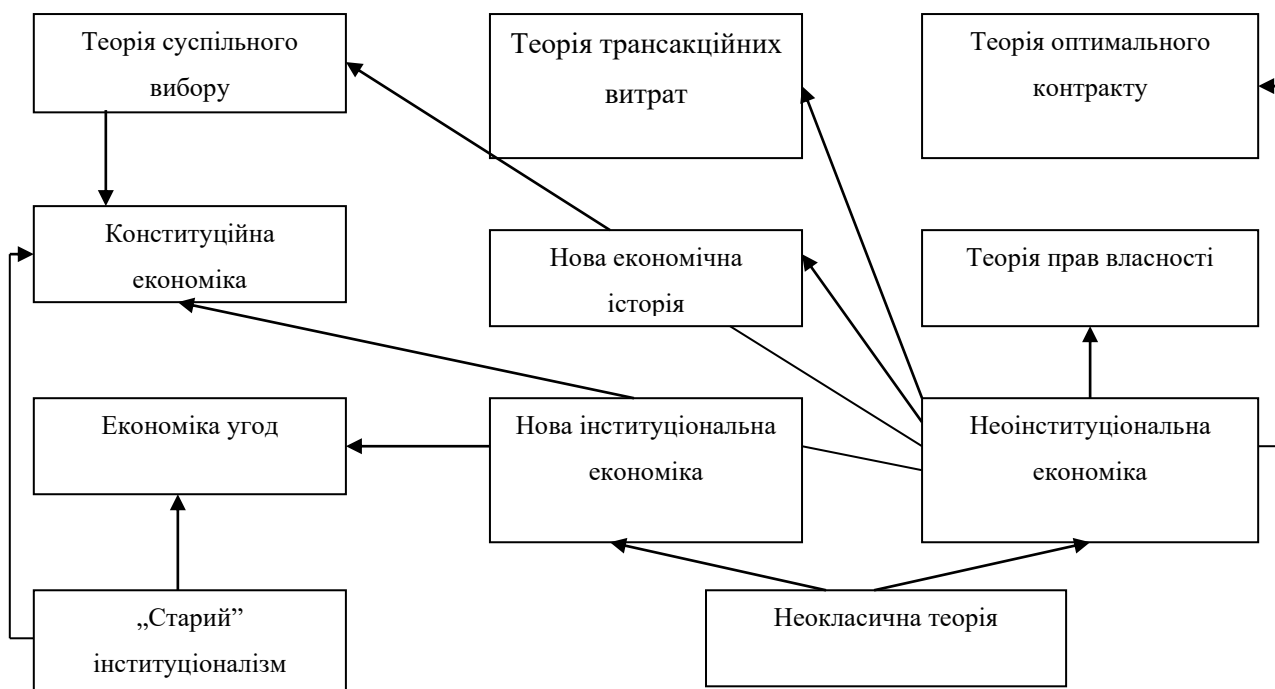 Теорія суспільного
вибору
Теорія трансакційних
витрат
Теорія оптимального
контракту
Конституційна
економіка
Нова економічна
історія
Теорія прав власності
Економіка угод
Нова інституціональна
економіка
Неоінституціональна
економіка
„Старий”
інституціоналізм
Неокласична теорія